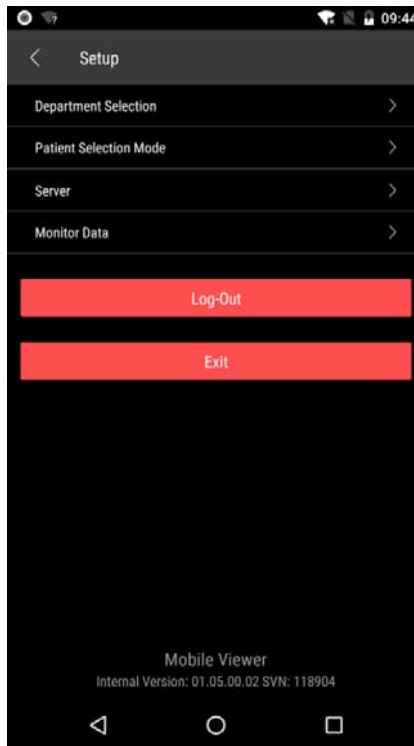 09:44
Setup
Department Selection
Patient Selection Mode
Server
Monitor Data
Log-Out
Exit
Mobile Viewer
Internal Version: 01.05.00.02 SVN: 118904